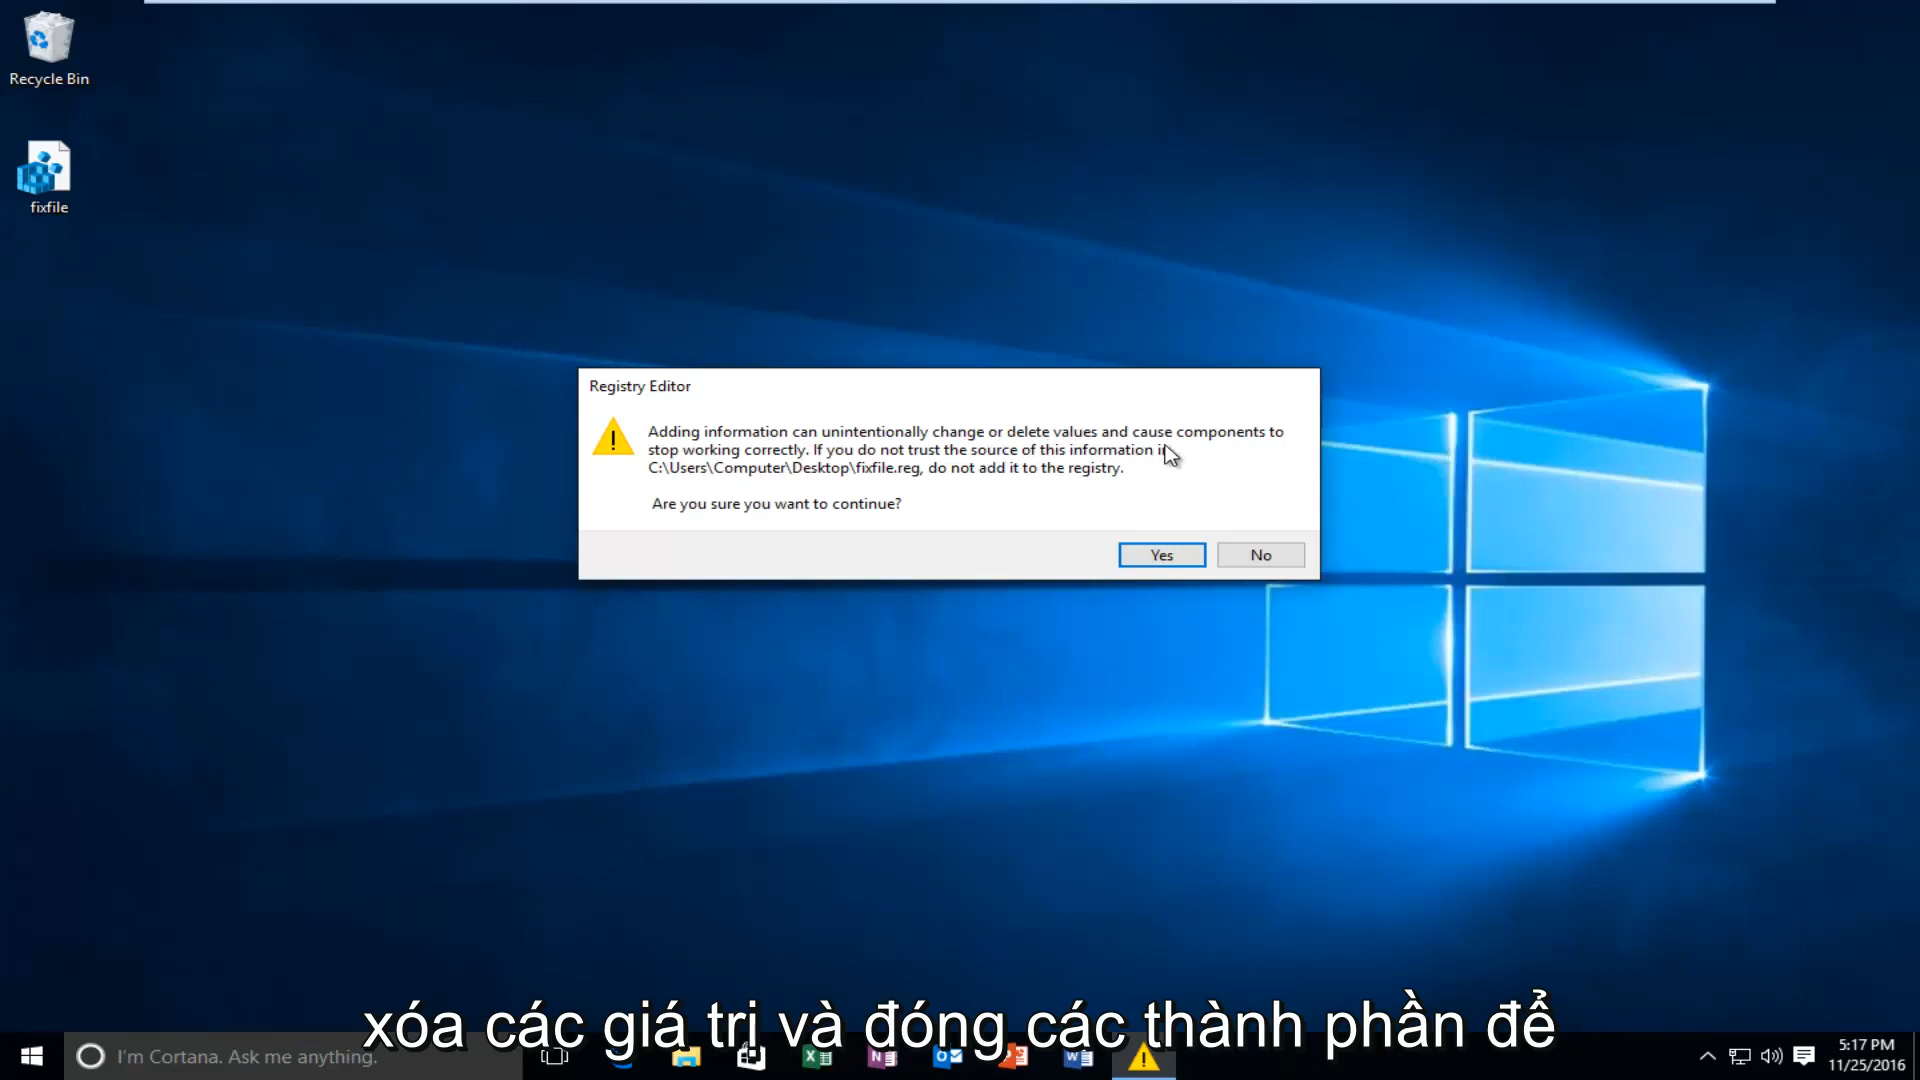 Recycle Bin
fixfile
Registry Editor
Adding information can unintentionally change or delete values and cause components to
stop working correctly. If you do not trust the source of this information
C:\Users\Computer\Desktop\fixfile.reg, do not add it to the registry.
Are you sure you want to continue?
Yes
No
xóa các giá trị và đóng các thành phần để
I'm Cortana. Ask me anything.
5:17 PM
11/25/2016